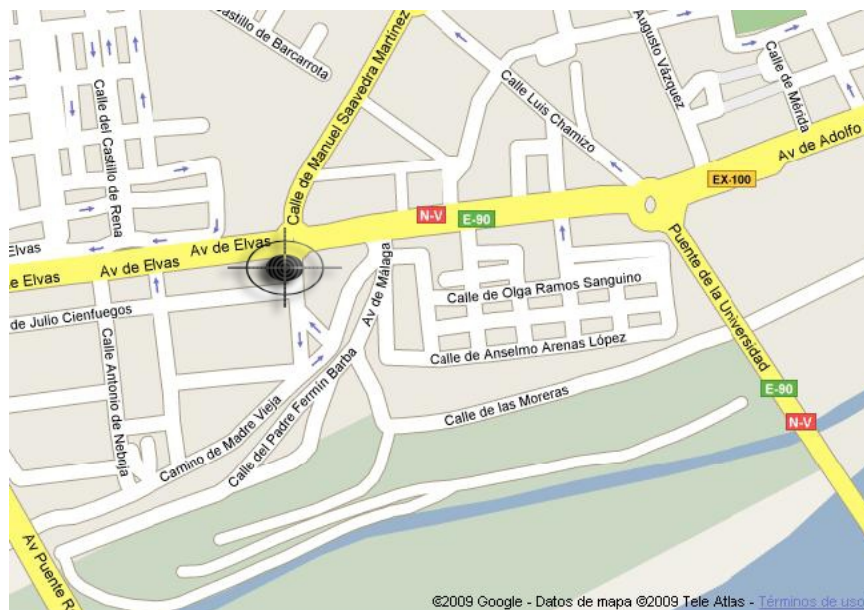 Castillo de Barcarrota
Calle de Manuel Saavedra Martínez
Augusto Vázquez
Calle de Mérida
Calle Luis Chamizo
Calle del Castillo de Rena
Av de Adolfo
EX-100
N-V
E-90
Av de Elvas
Av de Elvas
de Elvas
Puente de la Universidad
Av de Málaga
Calle de Olga Ramos Sanguino
de Julio Cienfuegos
Calle de Anselmo Arenas López
Calle Antonio de Nebrija
Calle del Padre Fermín Barba
Camino de Madre Vieja
Calle de las Moreras
E-90
N-V
Av Puente R
©2009 Google - Datos de mapa ©2009 Tele Atlas - Términos de uso